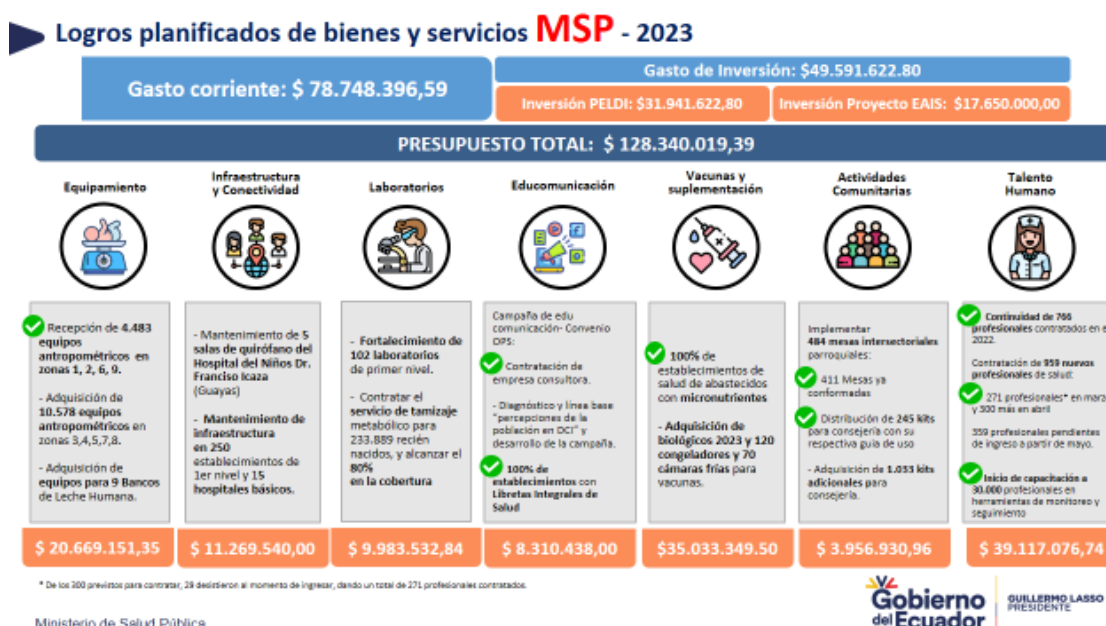 Logros planificados de bienes y servicios MSP - 2023
Gasto corriente: $ 78.748.396,59
Gasto de Inversión: $49.591.622.80
Inversión PELDI: $31.941.622,80
Inversión Proyecto EAIS: $17.650.000,00
PRESUPUESTO TOTAL: $ 128.340.019,39
Equipamiento
Recepción de 4.483
equipos
antropométricos en
zonas 1, 2, 6, 9.
- Adquisición de
10.578 equipos
antropométricos en
zonas 3,4,5,7,8.
- Adquisición de
equipos para 9 Bancos
de Leche Humana.
$ 20.669.151,35
Infraestructura
y Conectividad
- Mantenimiento de 5
salas de quirófano del
Hospital del Niños Dr.
Franciso Icaza
(Guayas)
- Mantenimiento de
infraestructura
en 250
establecimientos de
1er nivel y 15
hospitales básicos.
$ 11.269.540,00
Laboratorios
- Fortalecimiento de
102 laboratorios
de primer nivel.
- Contratar el
servicio de tamizaje
metabólico para
233.889 recién
nacidos, y alcanzar el
80%
en la cobertura
$ 9.983.532,84
Educomunicación
Campaña de edu
comunicación- Convenio
OPS:
Contratación de
empresa consultora.
- Diagnóstico y línea base
"percepciones de la
población en DCI" y
desarrollo de la campaña.
100% de
establecimientos con
Libretas Integrales de
Salud
$ 8.310.438,00
Vacunas y
suplementación
100% de
establecimientos de
salud de abastecidos
con micronutrientes
- Adquisición de
biológicos 2023 y 120
congeladores y 70
cámaras frías para
vacunas.
$35.033.349.50
Actividades
Comunitarias
Implementar
484 mesas intersectoriales
parroquiales:
411 Mesas ya
conformadas
Distribución de 245 kits
para consejería con su
respectiva guía de uso
- Adquisición de 1.033 kits
adicionales para
consejería.
$ 3.956.930,96
Talento
Humano
Continuidad de 766
profesionales contratados en e
2022.
Contratación de 959 nuevos
profesionales de salud:
271 profesionales* en marz
y 300 más en abril
359 profesionales pendientes
de ingreso a partir de mayo.
Inicio de capacitación a
30.000 profesionales en
herramientas de monitoreo y
seguimiento
$ 39.117.076,74
* De los 300 previstos para contratar, 29 desistieron al momento de ingresar, dando un total de 271 profesionales contratados.
Ministerio de Salud Pública
Gobierno
del Ecuador
GUILLERMO LASSO
PRESIDENTE